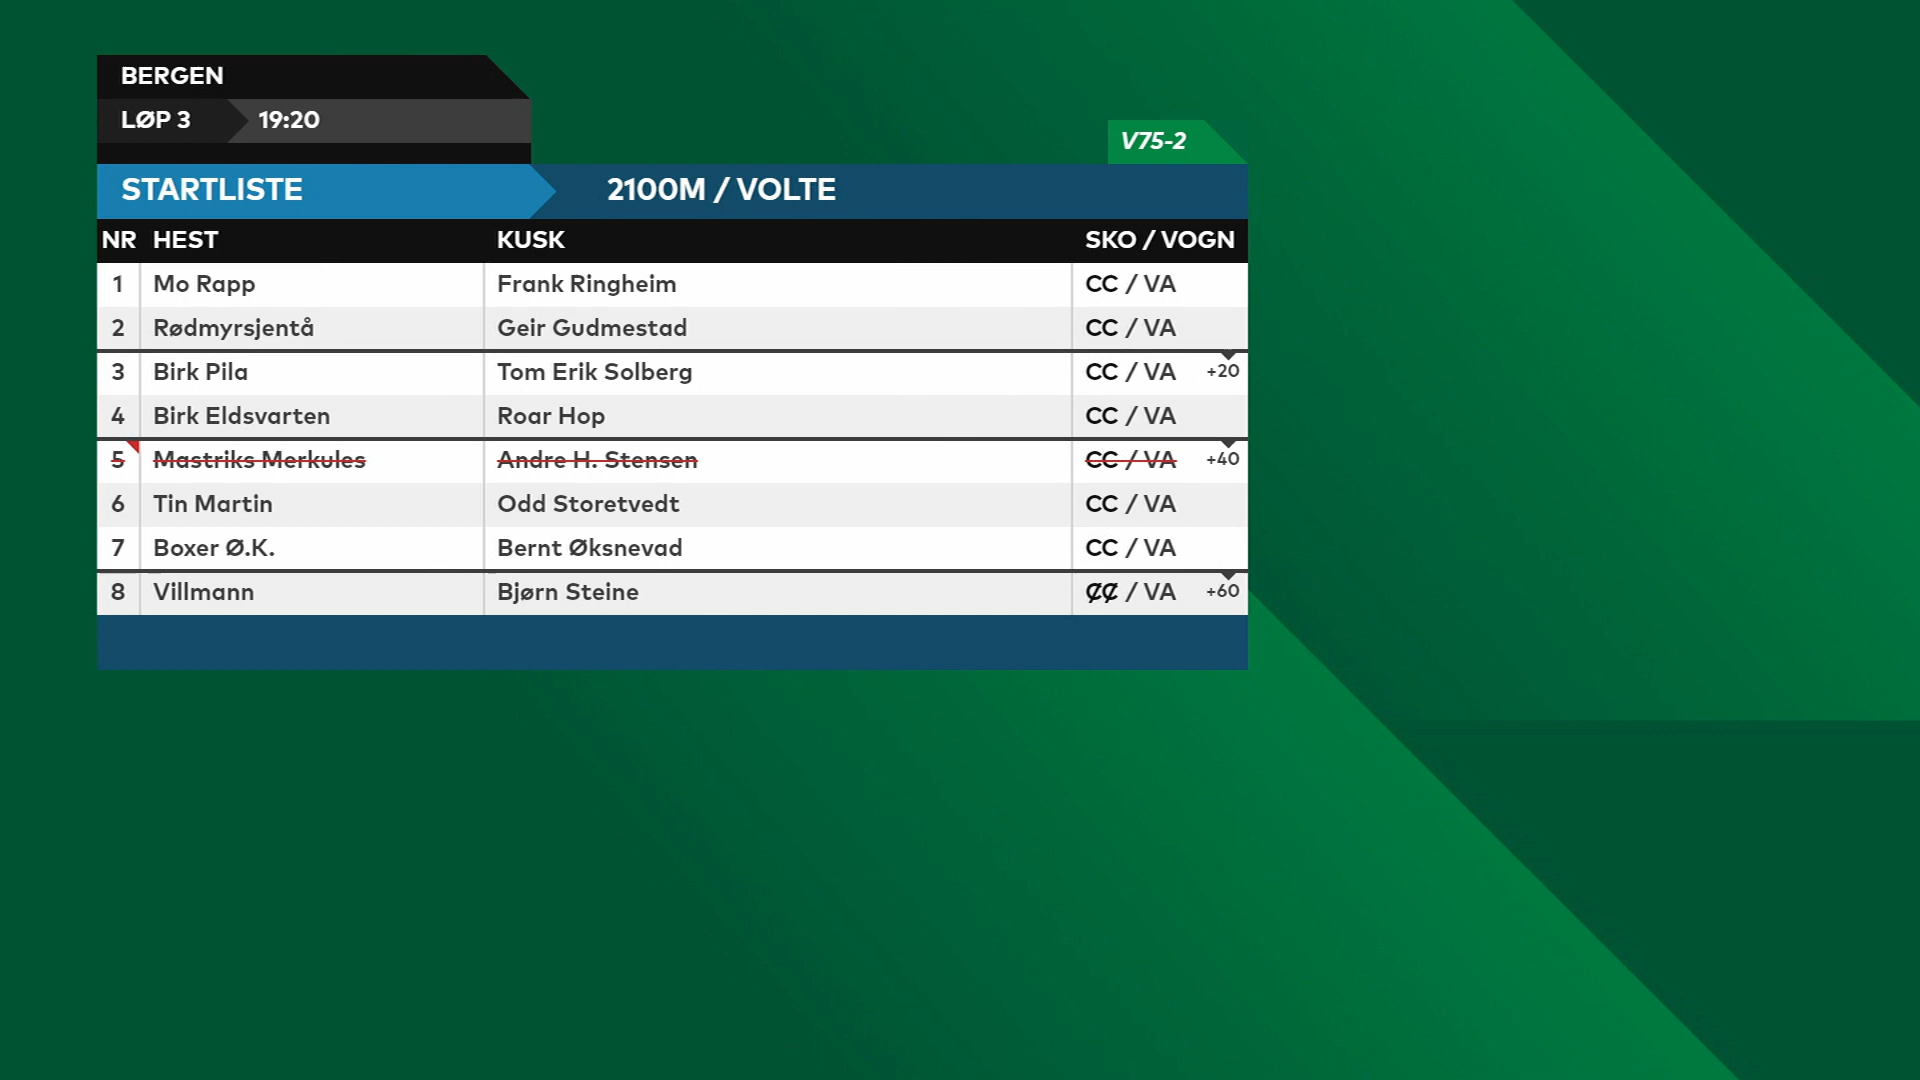 BERGEN
LØP 3 19:20
V75-2
STARTLISTE 2100M / VOLTE
NR HEST KUSK SKO / VOGN
1 Mo Rapp Frank Ringheim CC / VA
2 Rødmyrsjentå Geir Gudmestad CC / VA
3 Birk Pila Tom Erik Solberg CC / VA +20
4 Birk Eldsvarten Roar Hop CC / VA
5 Mastriks Merkules Andre H. Stensen CC / VA +40
6 Tin Martin Odd Storetvedt CC / VA
7 Boxer Ø.K. Bernt Øksnevad CC / VA
8 Villmann Bjørn Steine ȻȻ / VA +60